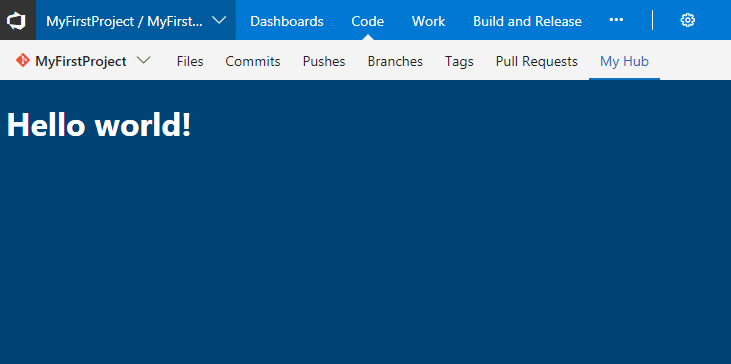 MyFirstProject / MyFirst... Dashboards Code Work Build and Release ...
MyFirstProject Files Commits Pushes Branches Tags Pull Requests My Hub
Hello world!